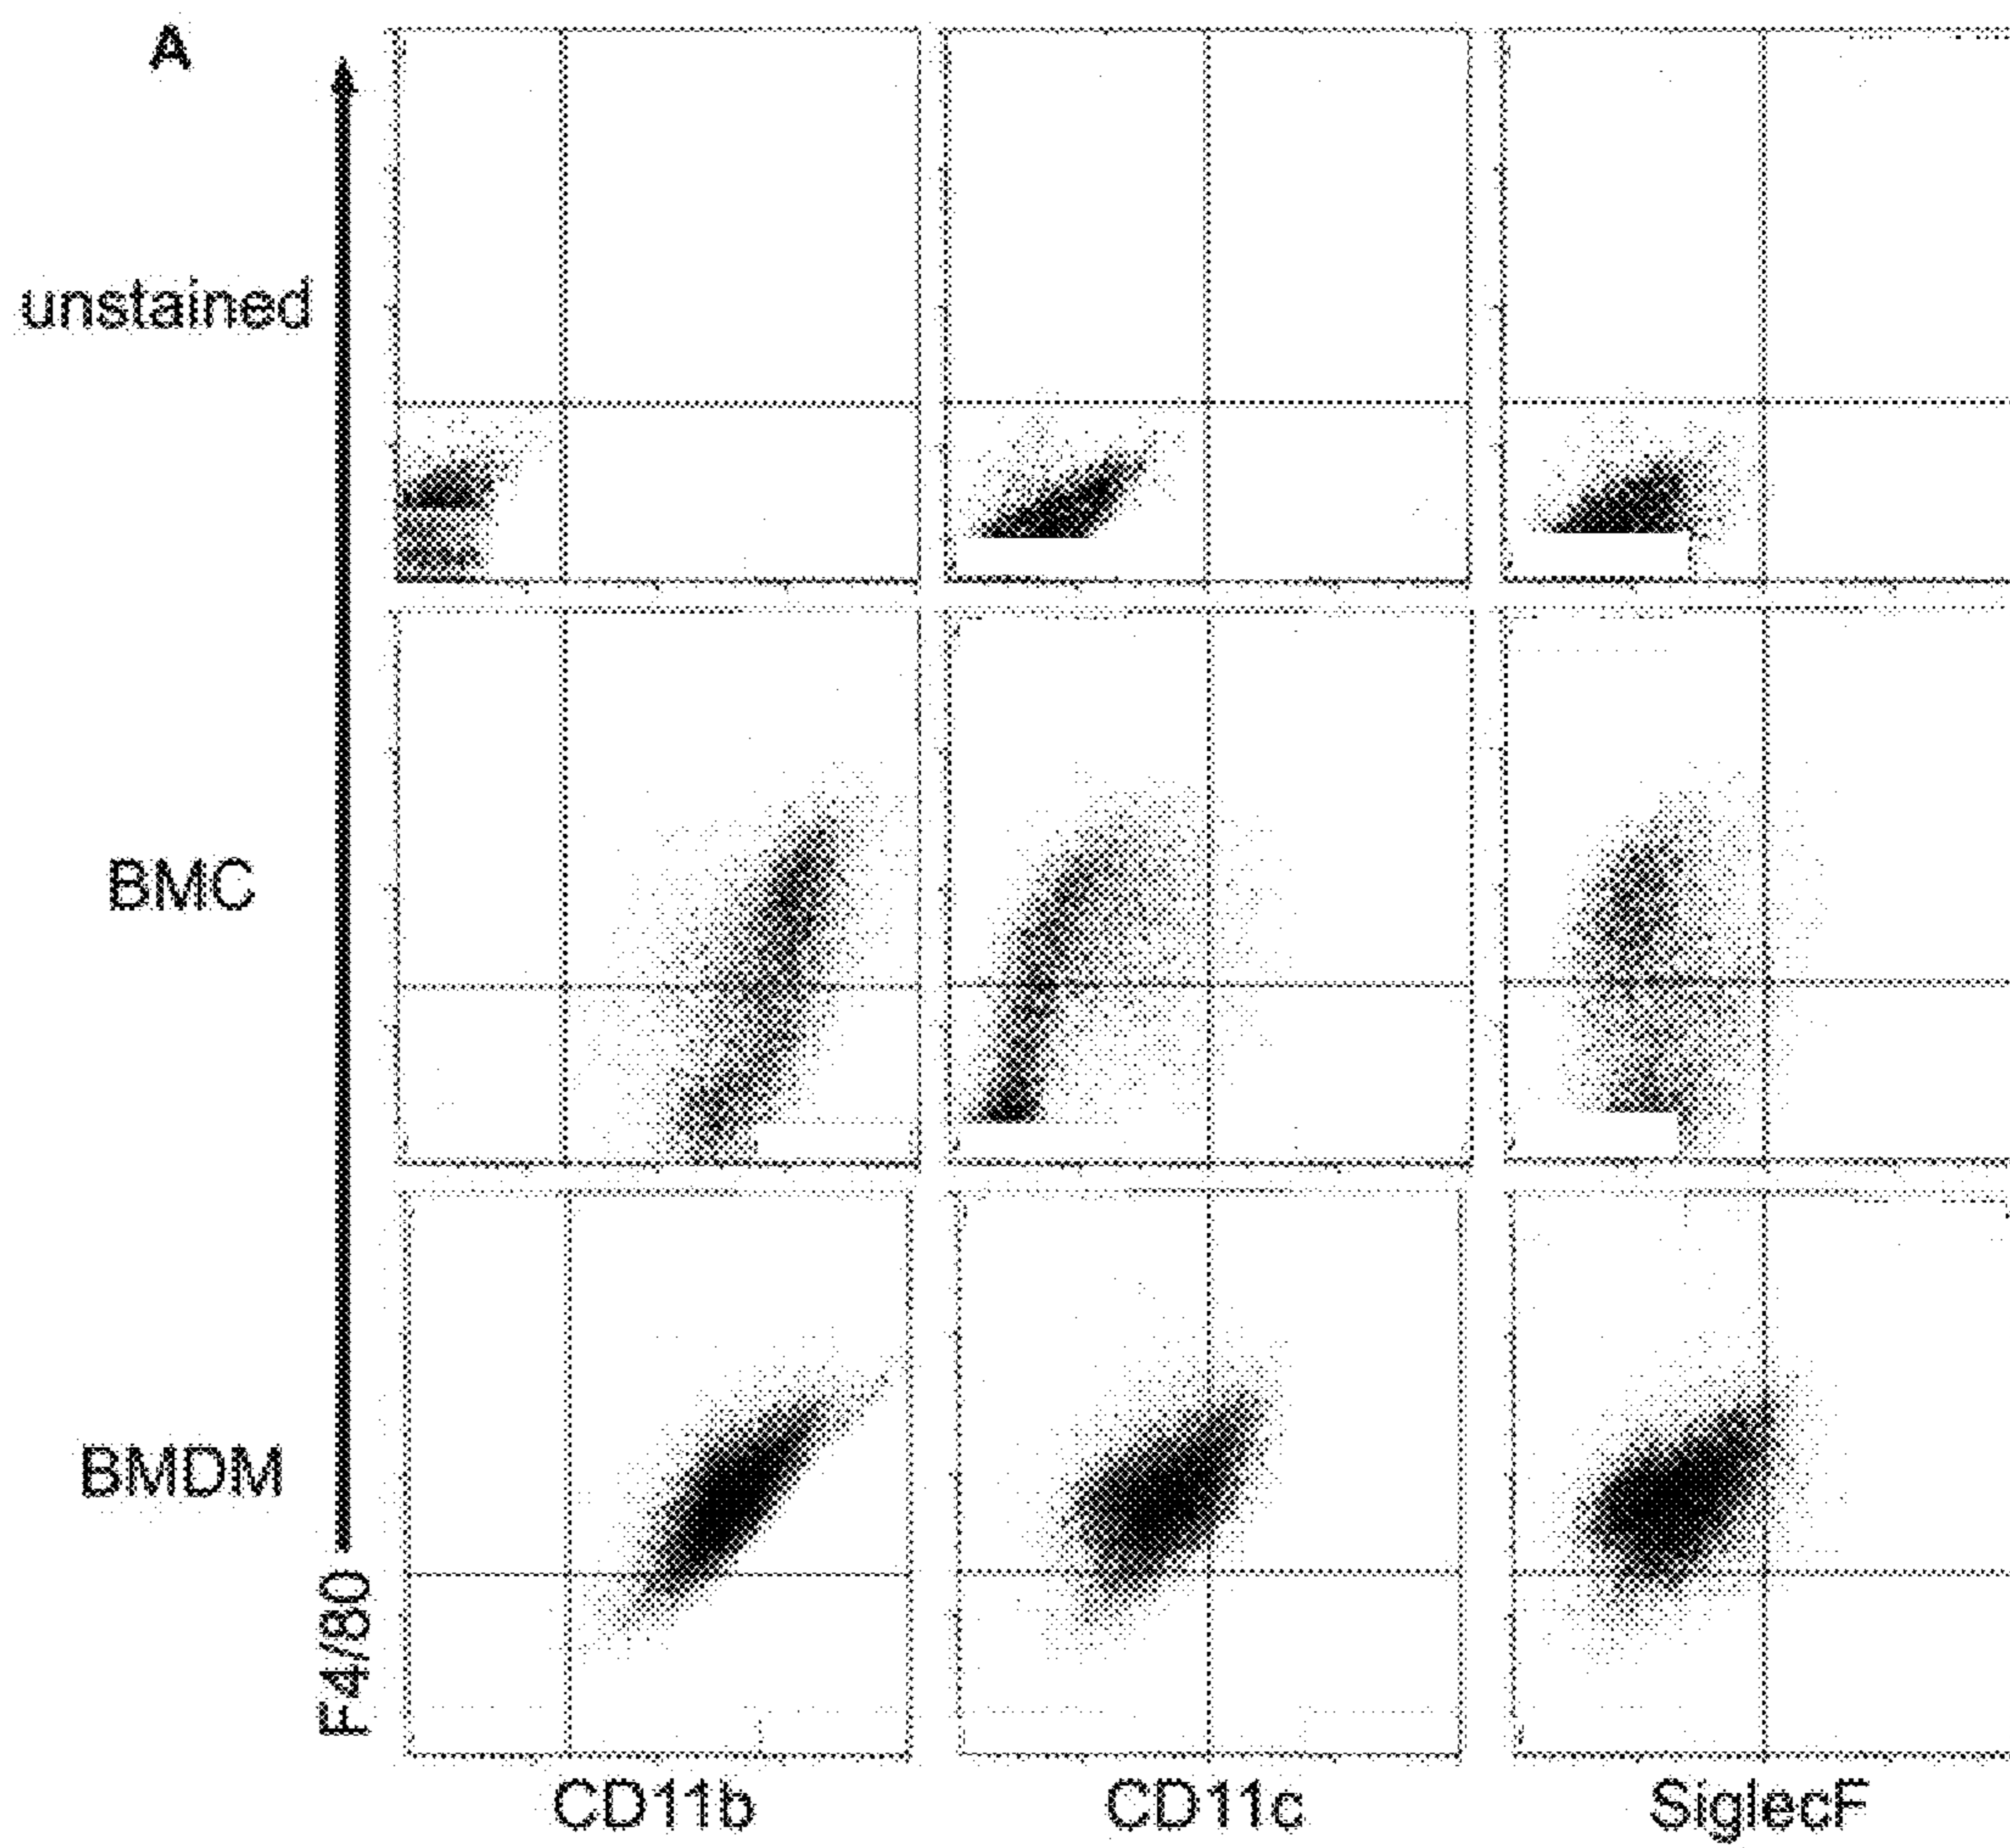 A
unstained
BMC
BMDM
F4/80
CD11b
CD11c
SiglecF